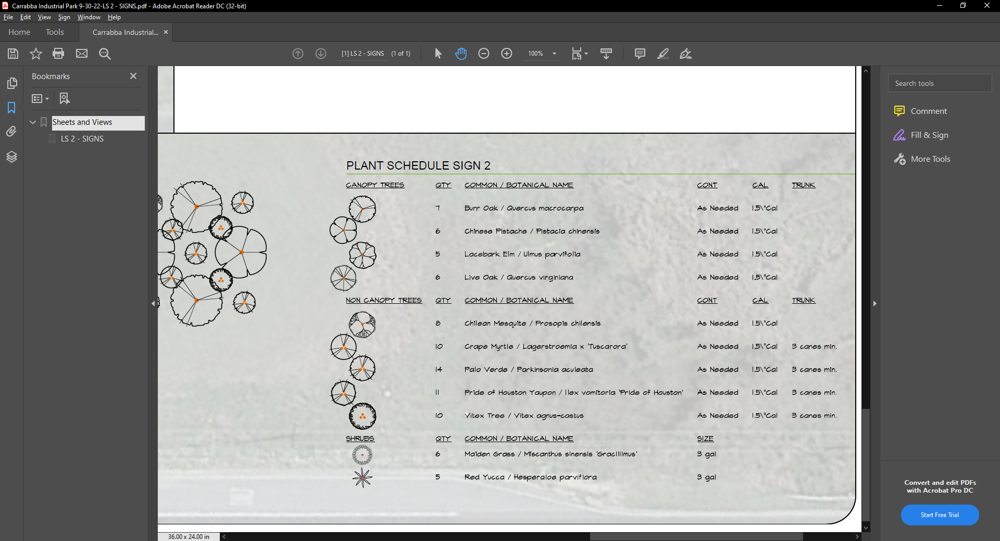 Carrabba Industrial Park 9-30-22-LS 2 - SIGNS.pdf - Adobe Acrobat Reader DC (32-bit)
File Edit View Sign Window Help
Home Tools Carrabba Industrial...
[1] LS 2 - SIGNS (1 of 1) 100%
Bookmarks
Sheets and Views
LS 2 - SIGNS
Search tools
Comment
Fill & Sign
More Tools
PLANT SCHEDULE SIGN 2
CANOPY TREES QTY COMMON / BOTANICAL NAME CONT CAL TRUNK
7 Burr Oak / Quercus macrocarpa As Needed 1.5\"Cal
6 Chinese Pistache / Pistacia chinensis As Needed 1.5\"Cal
5 Lacebark Elm / Ulmus parvifolia As Needed 1.5\"Cal
6 Live Oak / Quercus virginiana As Needed 1.5\"Cal
NON CANOPY TREES QTY COMMON / BOTANICAL NAME CONT CAL TRUNK
8 Chilean Mesquite / Prosopis chilensis As Needed 1.5\"Cal
10 Crape Myrtle / Lagerstroemia x 'Tuscarora' As Needed 1.5\"Cal 3 canes min.
14 Palo Verde / Parkinsonia aculeata As Needed 1.5\"Cal 3 canes min.
11 Pride of Houston Yaupon / Ilex vomitoria 'Pride of Houston' As Needed 1.5\"Cal 3 canes min.
10 Vitex Tree / Vitex agnus-castus As Needed 1.5\"Cal 3 canes min.
SHRUBS QTY COMMON / BOTANICAL NAME SIZE
6 Maiden Grass / Miscanthus sinensis 'Gracillimus' 3 gal
5 Red Yucca / Hesperaloe parviflora 3 gal
Convert and edit PDFs
with Acrobat Pro DC
Start Free Trial
36.00 x 24.00 in